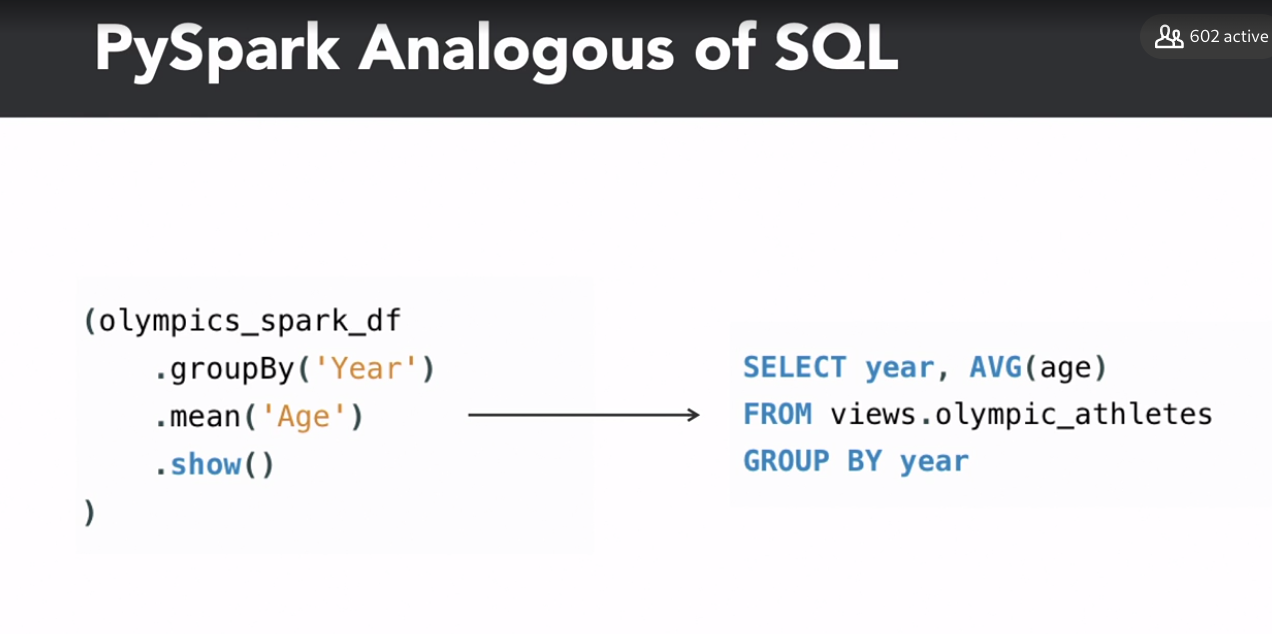 PySpark Analogous of SQL
602 active
(olympics_spark_df
.groupBy('Year')
.mean('Age')
.show()
)
SELECT year, AVG(age)
FROM views.olympic_athletes
GROUP BY year